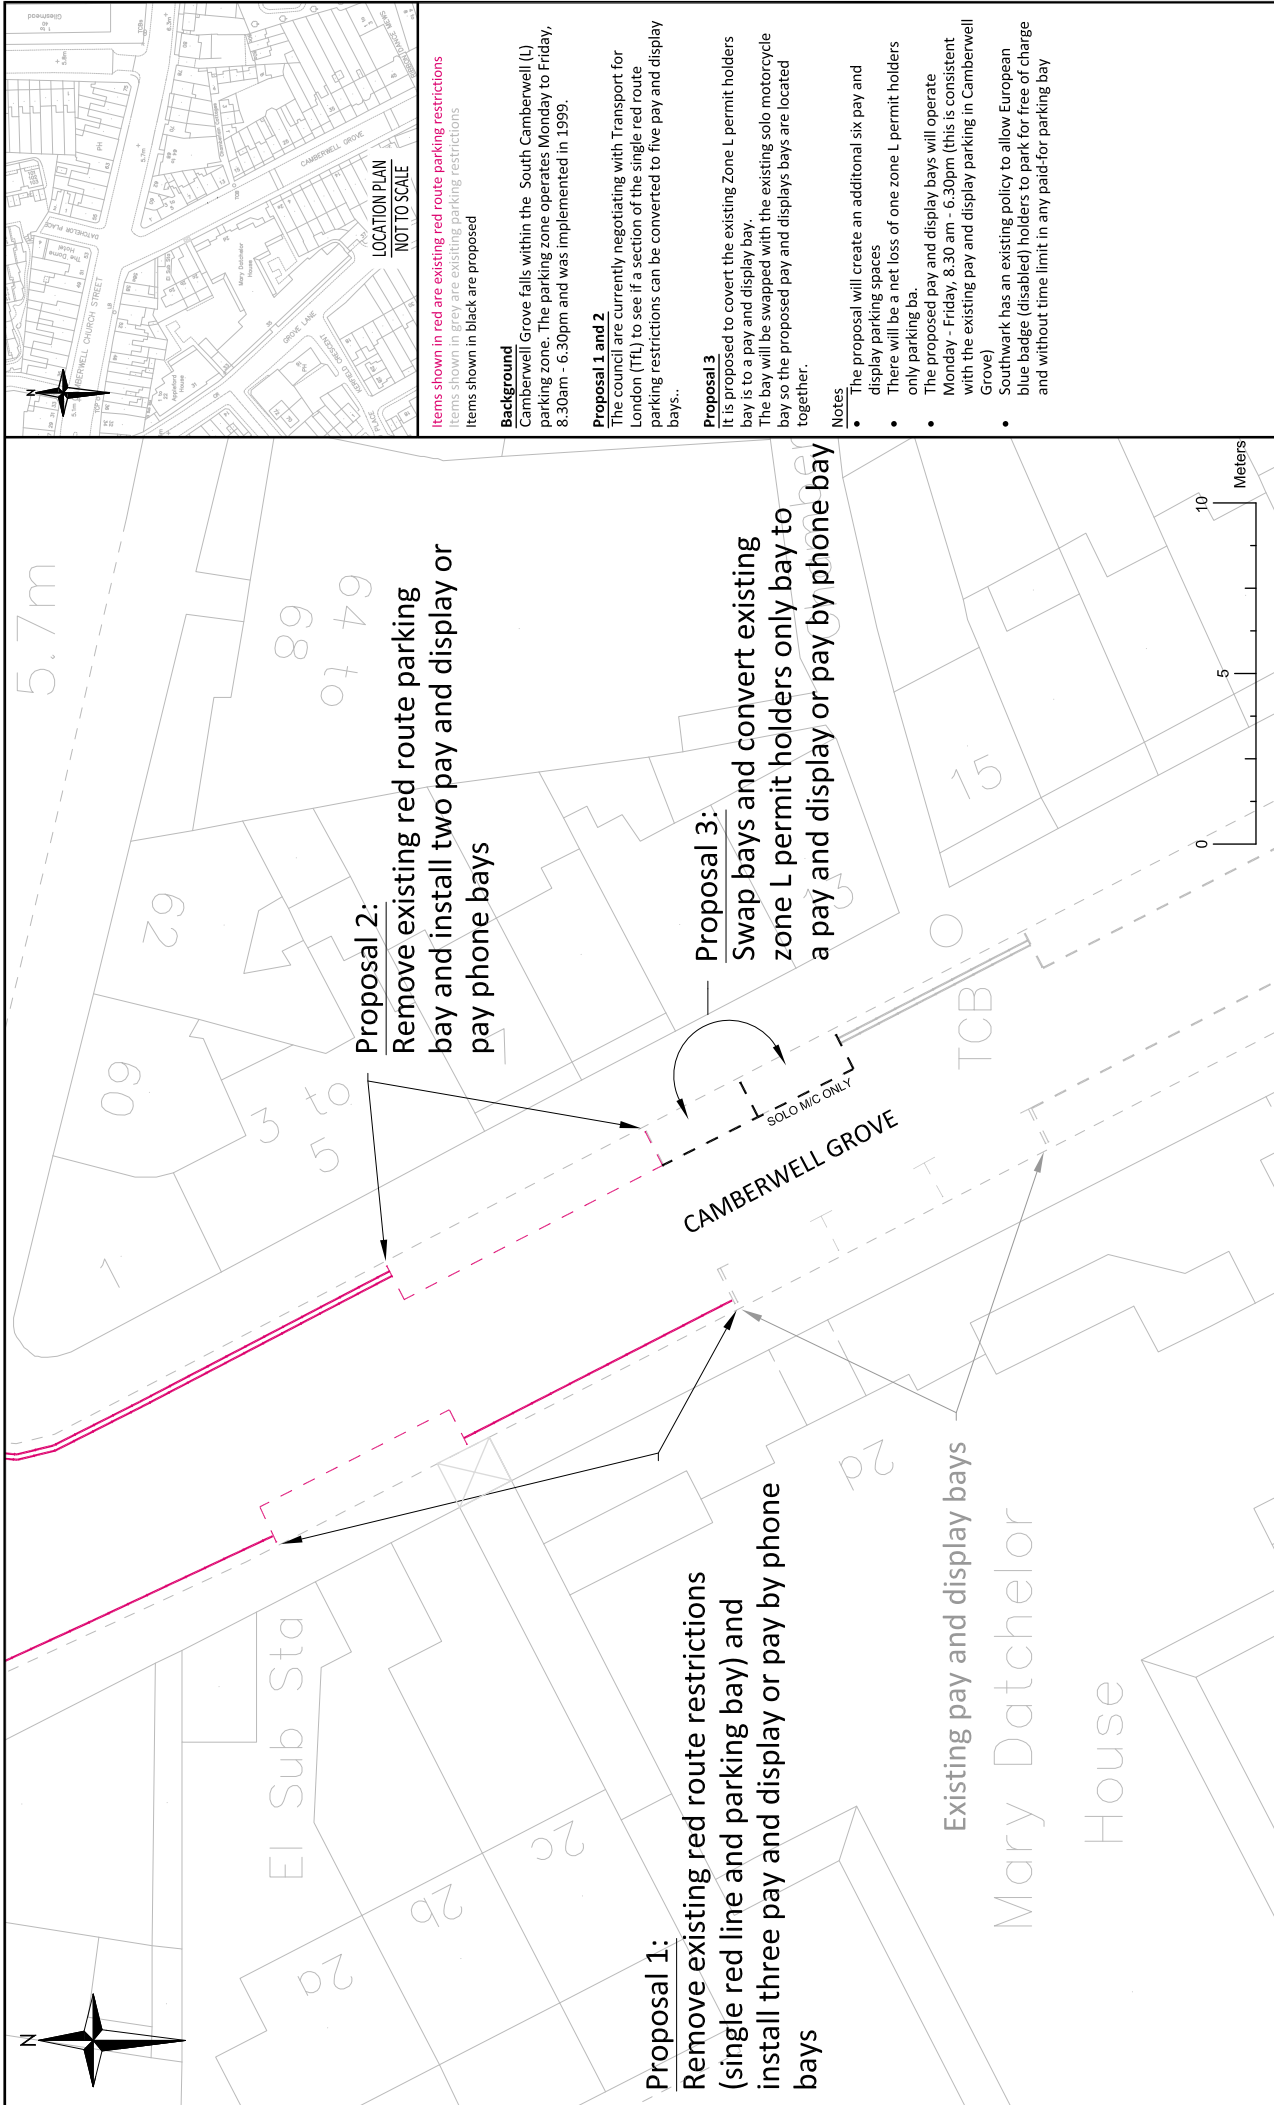 N
5.7m
1
60
62
3 to
5
7
68
64 to
13
15
TCB
El Sub Sta
2a
2b
2c
2d
Mary Datchelor
House
Chambers
CAMBERWELL GROVE
SOLO M/C ONLY
Proposal 1:
Remove existing red route restrictions
(single red line and parking bay) and
install three pay and display or pay by phone
bays
Proposal 2:
Remove existing red route parking
bay and install two pay and display or
pay phone bays
Proposal 3:
Swap bays and convert existing
zone L permit holders only bay to
a pay and display or pay by phone bay
Existing pay and display bays
0
5
10
Meters
LOCATION PLAN
NOT TO SCALE
CAMBERWELL GROVE
CAMBERWELL CHURCH STREET
DATCHELOR PLACE
GROVE LANE
Mary Datchelor
House
Items shown in red are existing red route parking restrictions
Items shown in grey are exisiting parking restrictions
Items shown in black are proposed
Background
Camberwell Grove falls within the South Camberwell (L)
parking zone. The parking zone operates Monday to Friday,
8.30am - 6.30pm and was implemented in 1999.
Proposal 1 and 2
The council are currently negotiating with Transport for
London (TfL) to see if a section of the single red route
parking restrictions can be converted to five pay and display
bays..
Proposal 3
It is proposed to covert the existing Zone L permit holders
bay is to a pay and display bay.
The bay will be swapped with the existing solo motorcycle
bay so the proposed pay and displays bays are located
together.
Notes
• The proposal will create an additonal six pay and
display parking spaces
• There will be a net loss of one zone L permit holders
only parking ba.
• The proposed pay and display bays will operate
Monday - Friday, 8.30 am - 6.30pm (this is consistent
with the existing pay and display parking in Camberwell
Grove)
• Southwark has an existing policy to allow European
blue badge (disabled) holders to park for free of charge
and without time limit in any paid-for parking bay